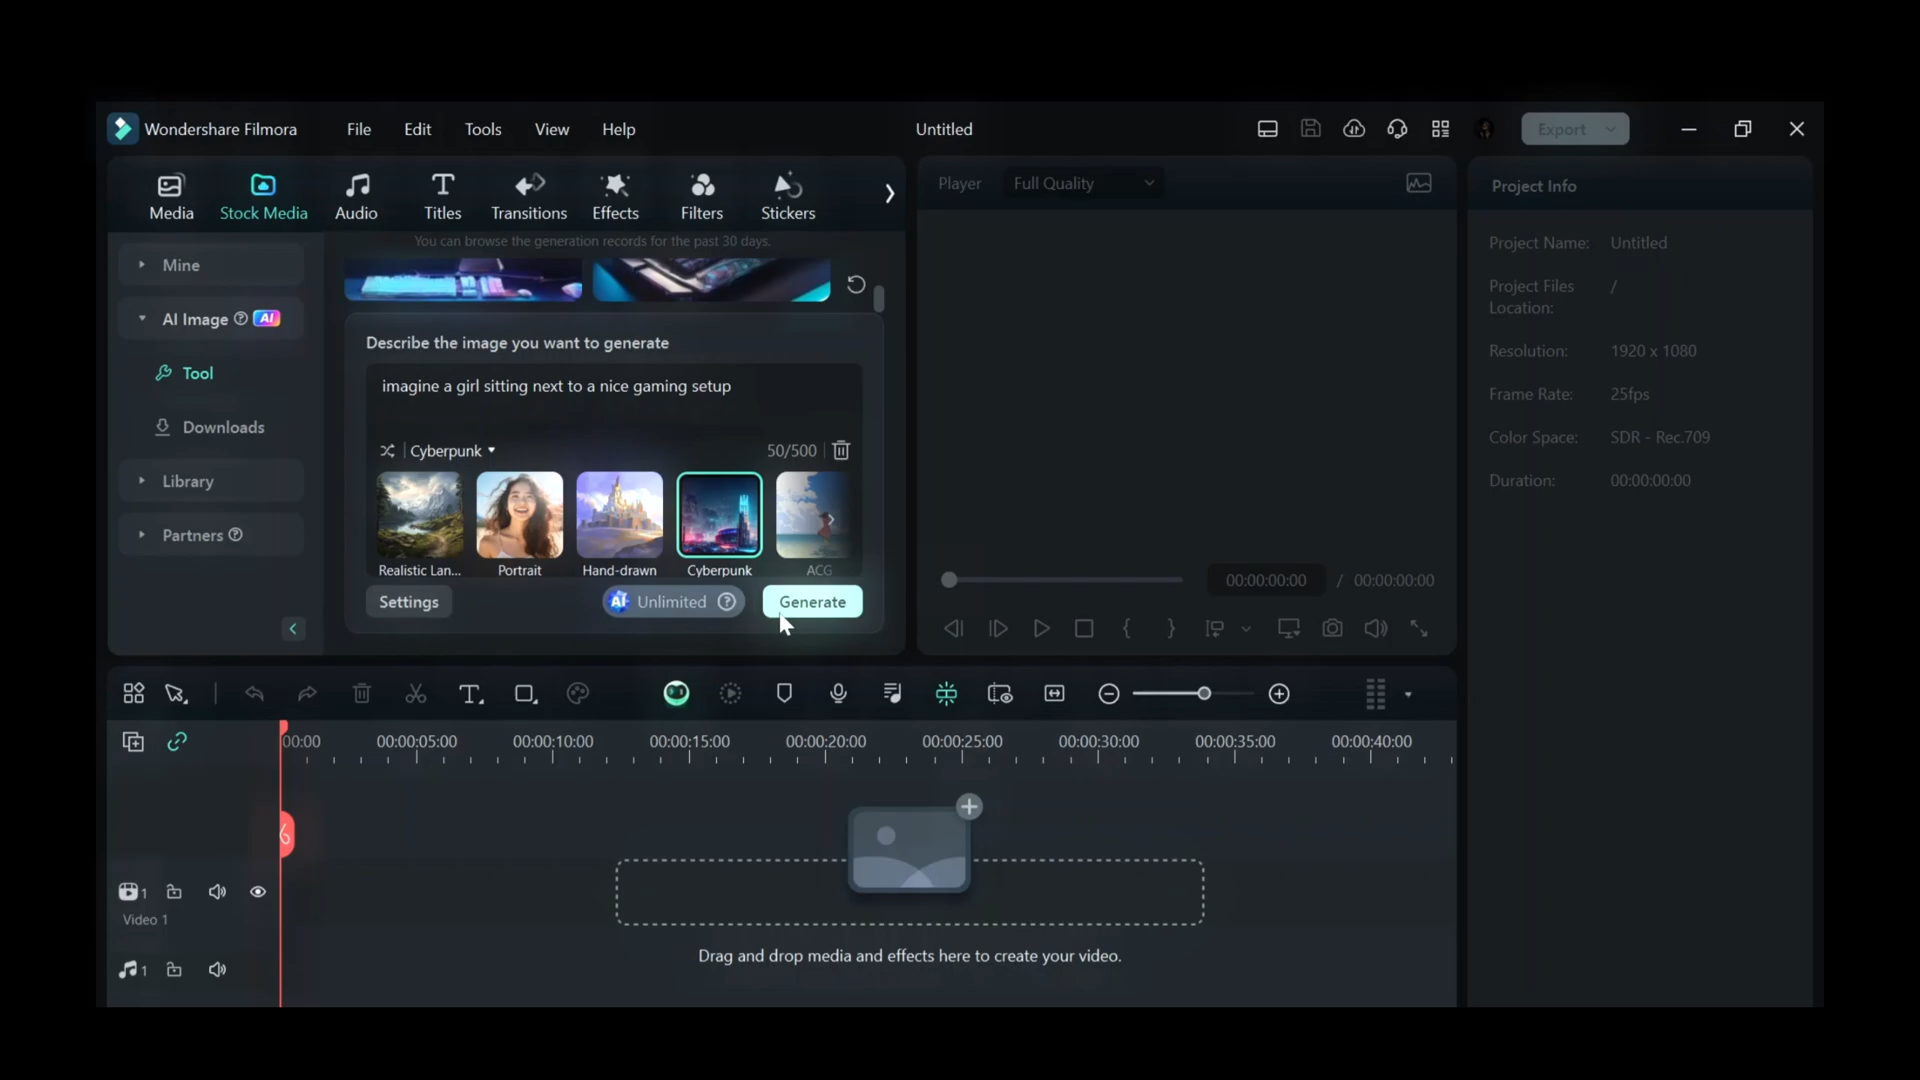 Wondershare Filmora
File
Edit
Tools
View
Help
Untitled
Export
Media
Stock Media
Audio
Titles
Transitions
Effects
Filters
Stickers
Player
Full Quality
Project Info
You can browse the generation records for the past 30 days.
Mine
AI Image
AI
Tool
Downloads
Library
Partners
Describe the image you want to generate
imagine a girl sitting next to a nice gaming setup
Cyberpunk
50/500
Realistic Lan...
Portrait
Hand-drawn
Cyberpunk
ACG
Settings
AI
Unlimited
Generate
Project Name: Untitled
Project Files /
Location:
Resolution: 1920 x 1080
Frame Rate: 25fps
Color Space: SDR - Rec.709
Duration: 00:00:00:00
00:00:00:00 / 00:00:00:00
00:00
00:00:05:00
00:00:10:00
00:00:15:00
00:00:20:00
00:00:25:00
00:00:30:00
00:00:35:00
00:00:40:00
1
Video 1
1
Drag and drop media and effects here to create your video.